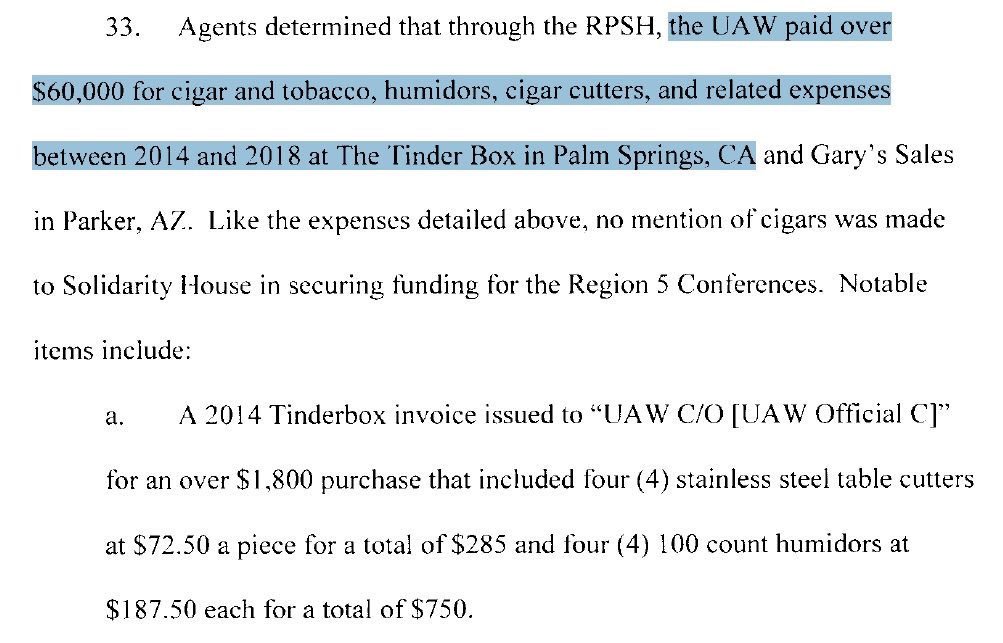 33. Agents determined that through the RPSH, the UAW paid over
$60,000 for cigar and tobacco, humidors, cigar cutters, and related expenses
between 2014 and 2018 at The Tinder Box in Palm Springs, CA and Gary's Sales
in Parker, AZ. Like the expenses detailed above, no mention of cigars was made
to Solidarity House in securing funding for the Region 5 Conferences. Notable
items include:
a. A 2014 Tinderbox invoice issued to “UAW C/O [UAW Official C]”
for an over $1,800 purchase that included four (4) stainless steel table cutters
at $72.50 a piece for a total of $285 and four (4) 100 count humidors at
$187.50 each for a total of $750.